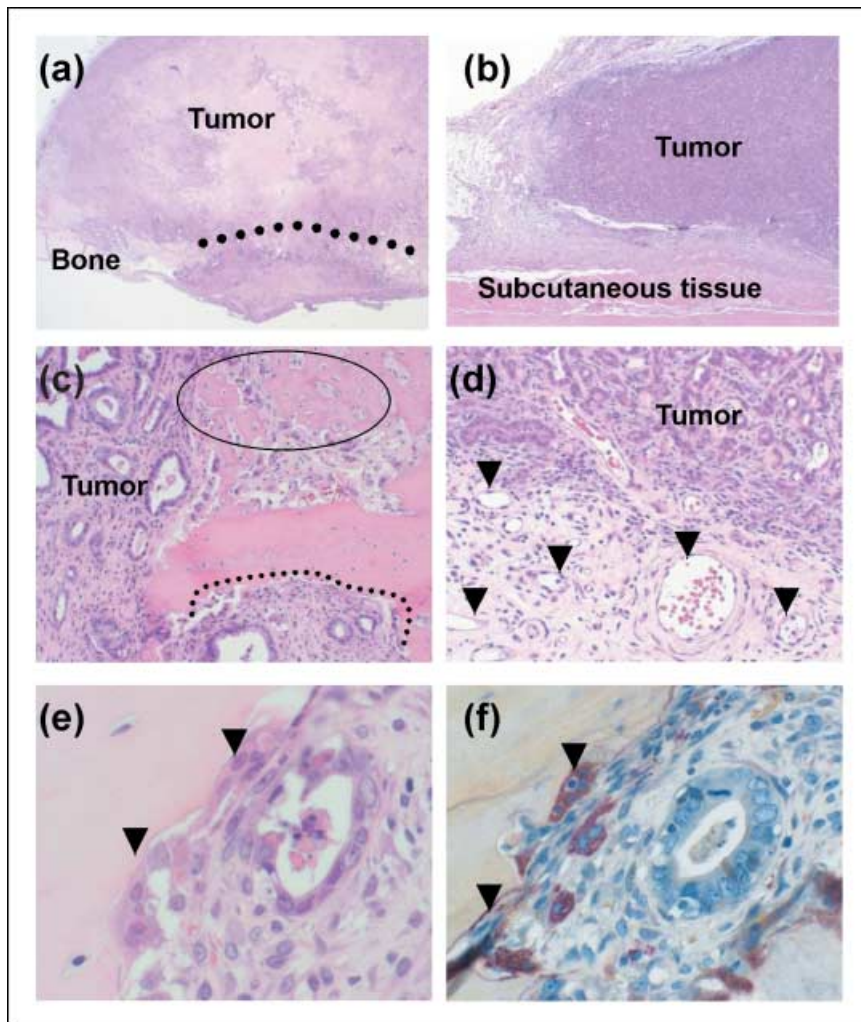 (a)
Tumor
Bone
(b)
Tumor
Subcutaneous tissue
(c)
Tumor
(d)
Tumor
(e)
(f)